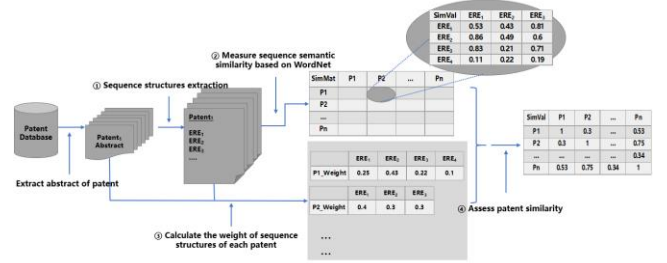 SimVal ERE₁ ERE₂ ERE₃
ERE₁ 0.53 0.43 0.81
ERE₂ 0.86 0.49 0.6
ERE₃ 0.83 0.21 0.71
ERE₄ 0.11 0.22 0.19
② Measure sequence semantic
similarity based on WordNet
① Sequence structures extraction
SimMat P1 P2 ... Pn
P1
P2
...
Pn
Patent
Database
Patent₁
Abstract
Patent₁
ERE₁
ERE₂
ERE₃
....
Extract abstract of patent
SimVal P1 P2 ... Pn
P1 1 0.3 ... 0.53
P2 0.3 1 ... 0.75
... ... ... ... 0.34
Pn 0.53 0.75 0.34 1
ERE₁ ERE₂ ERE₃ ERE₄
P1_Weight 0.25 0.43 0.22 0.1
ERE₁ ERE₂ ERE₃
P2_Weight 0.4 0.3 0.3
...
...
④ Assess patent similarity
③ Calculate the weight of sequence
structures of each patent